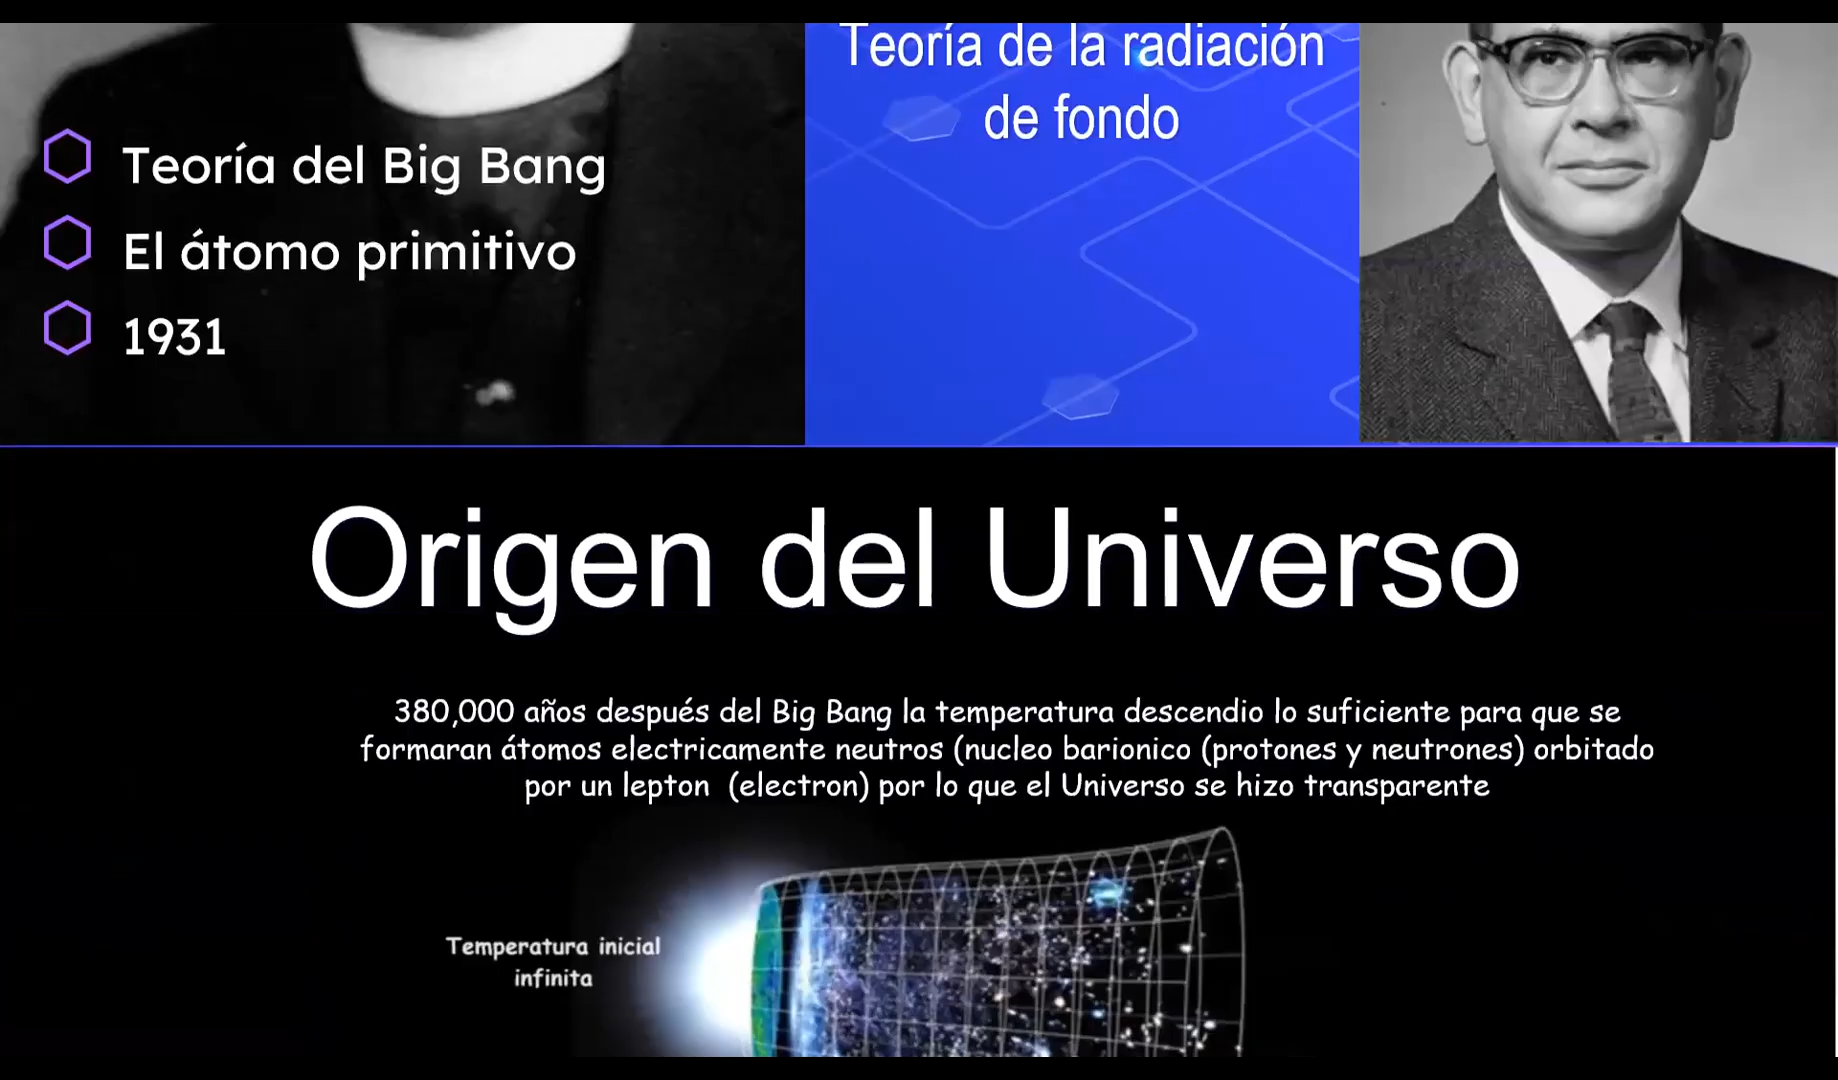 Teoría del Big Bang
El átomo primitivo
1931
Teoría de la radiación
de fondo
Origen del Universo
380,000 años después del Big Bang la temperatura descendio lo suficiente para que se
formaran átomos electricamente neutros (nucleo barionico (protones y neutrones) orbitado
por un lepton (electron) por lo que el Universo se hizo transparente
Temperatura inicial
infinita